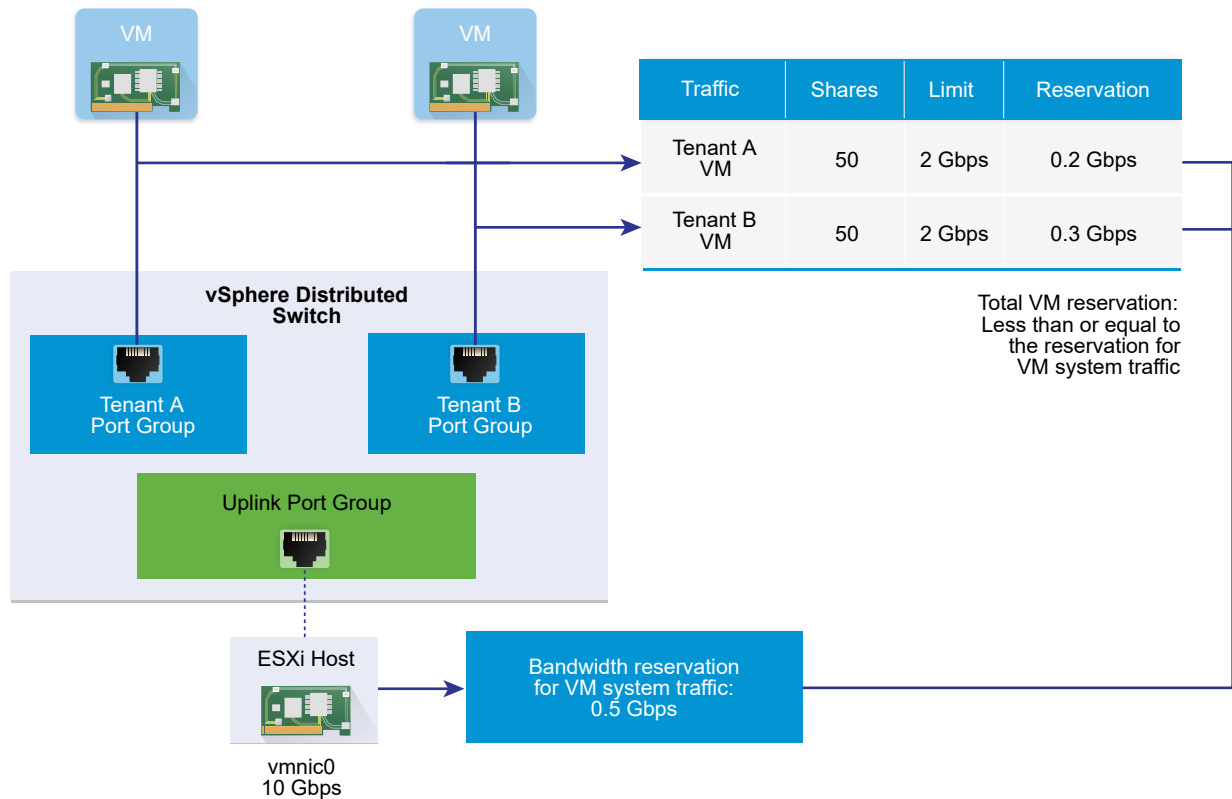 VM
VM
Traffic Shares Limit Reservation
Tenant A
VM
50 2 Gbps 0.2 Gbps
Tenant B
VM
50 2 Gbps 0.3 Gbps
Total VM reservation:
Less than or equal to
the reservation for
VM system traffic
vSphere Distributed
Switch
Tenant A
Port Group
Tenant B
Port Group
Uplink Port Group
ESXi Host
vmnic0
10 Gbps
Bandwidth reservation
for VM system traffic:
0.5 Gbps